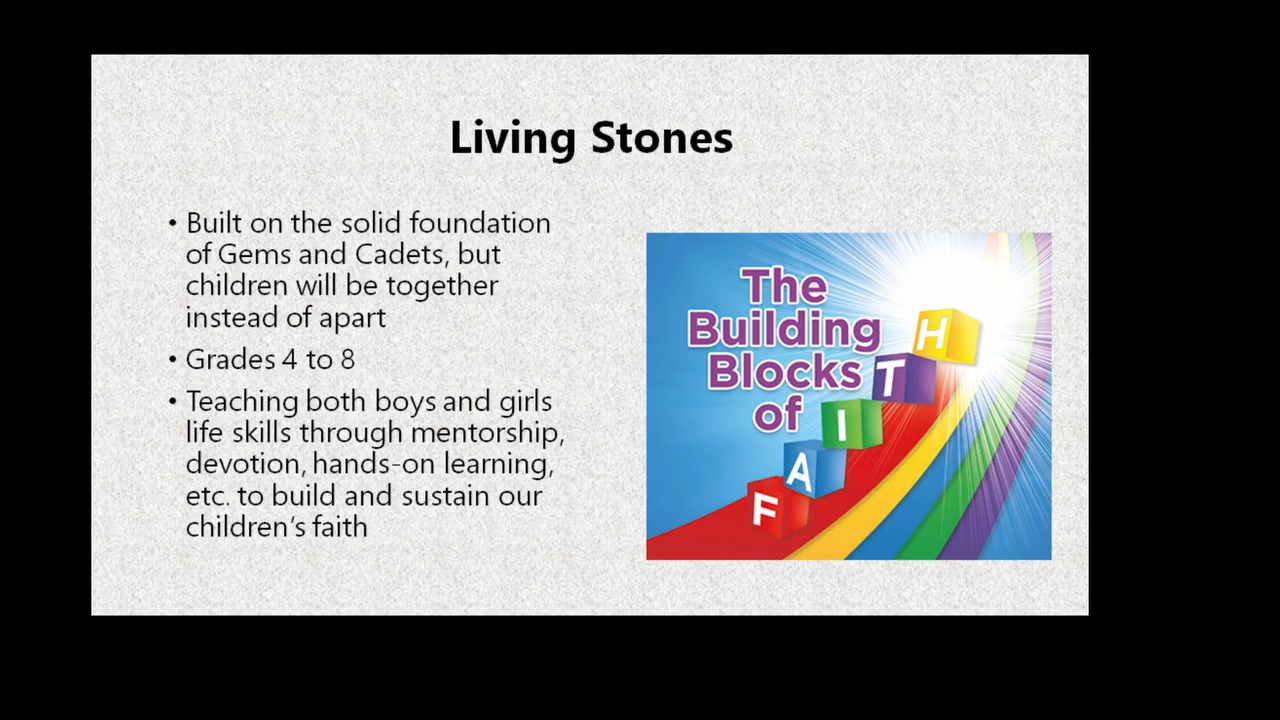 Living Stones
• Built on the solid foundation
of Gems and Cadets, but
children will be together
instead of apart
• Grades 4 to 8
• Teaching both boys and girls
life skills through mentorship,
devotion, hands-on learning,
etc. to build and sustain our
children’s faith
The
Building
Blocks
of
F A I T H